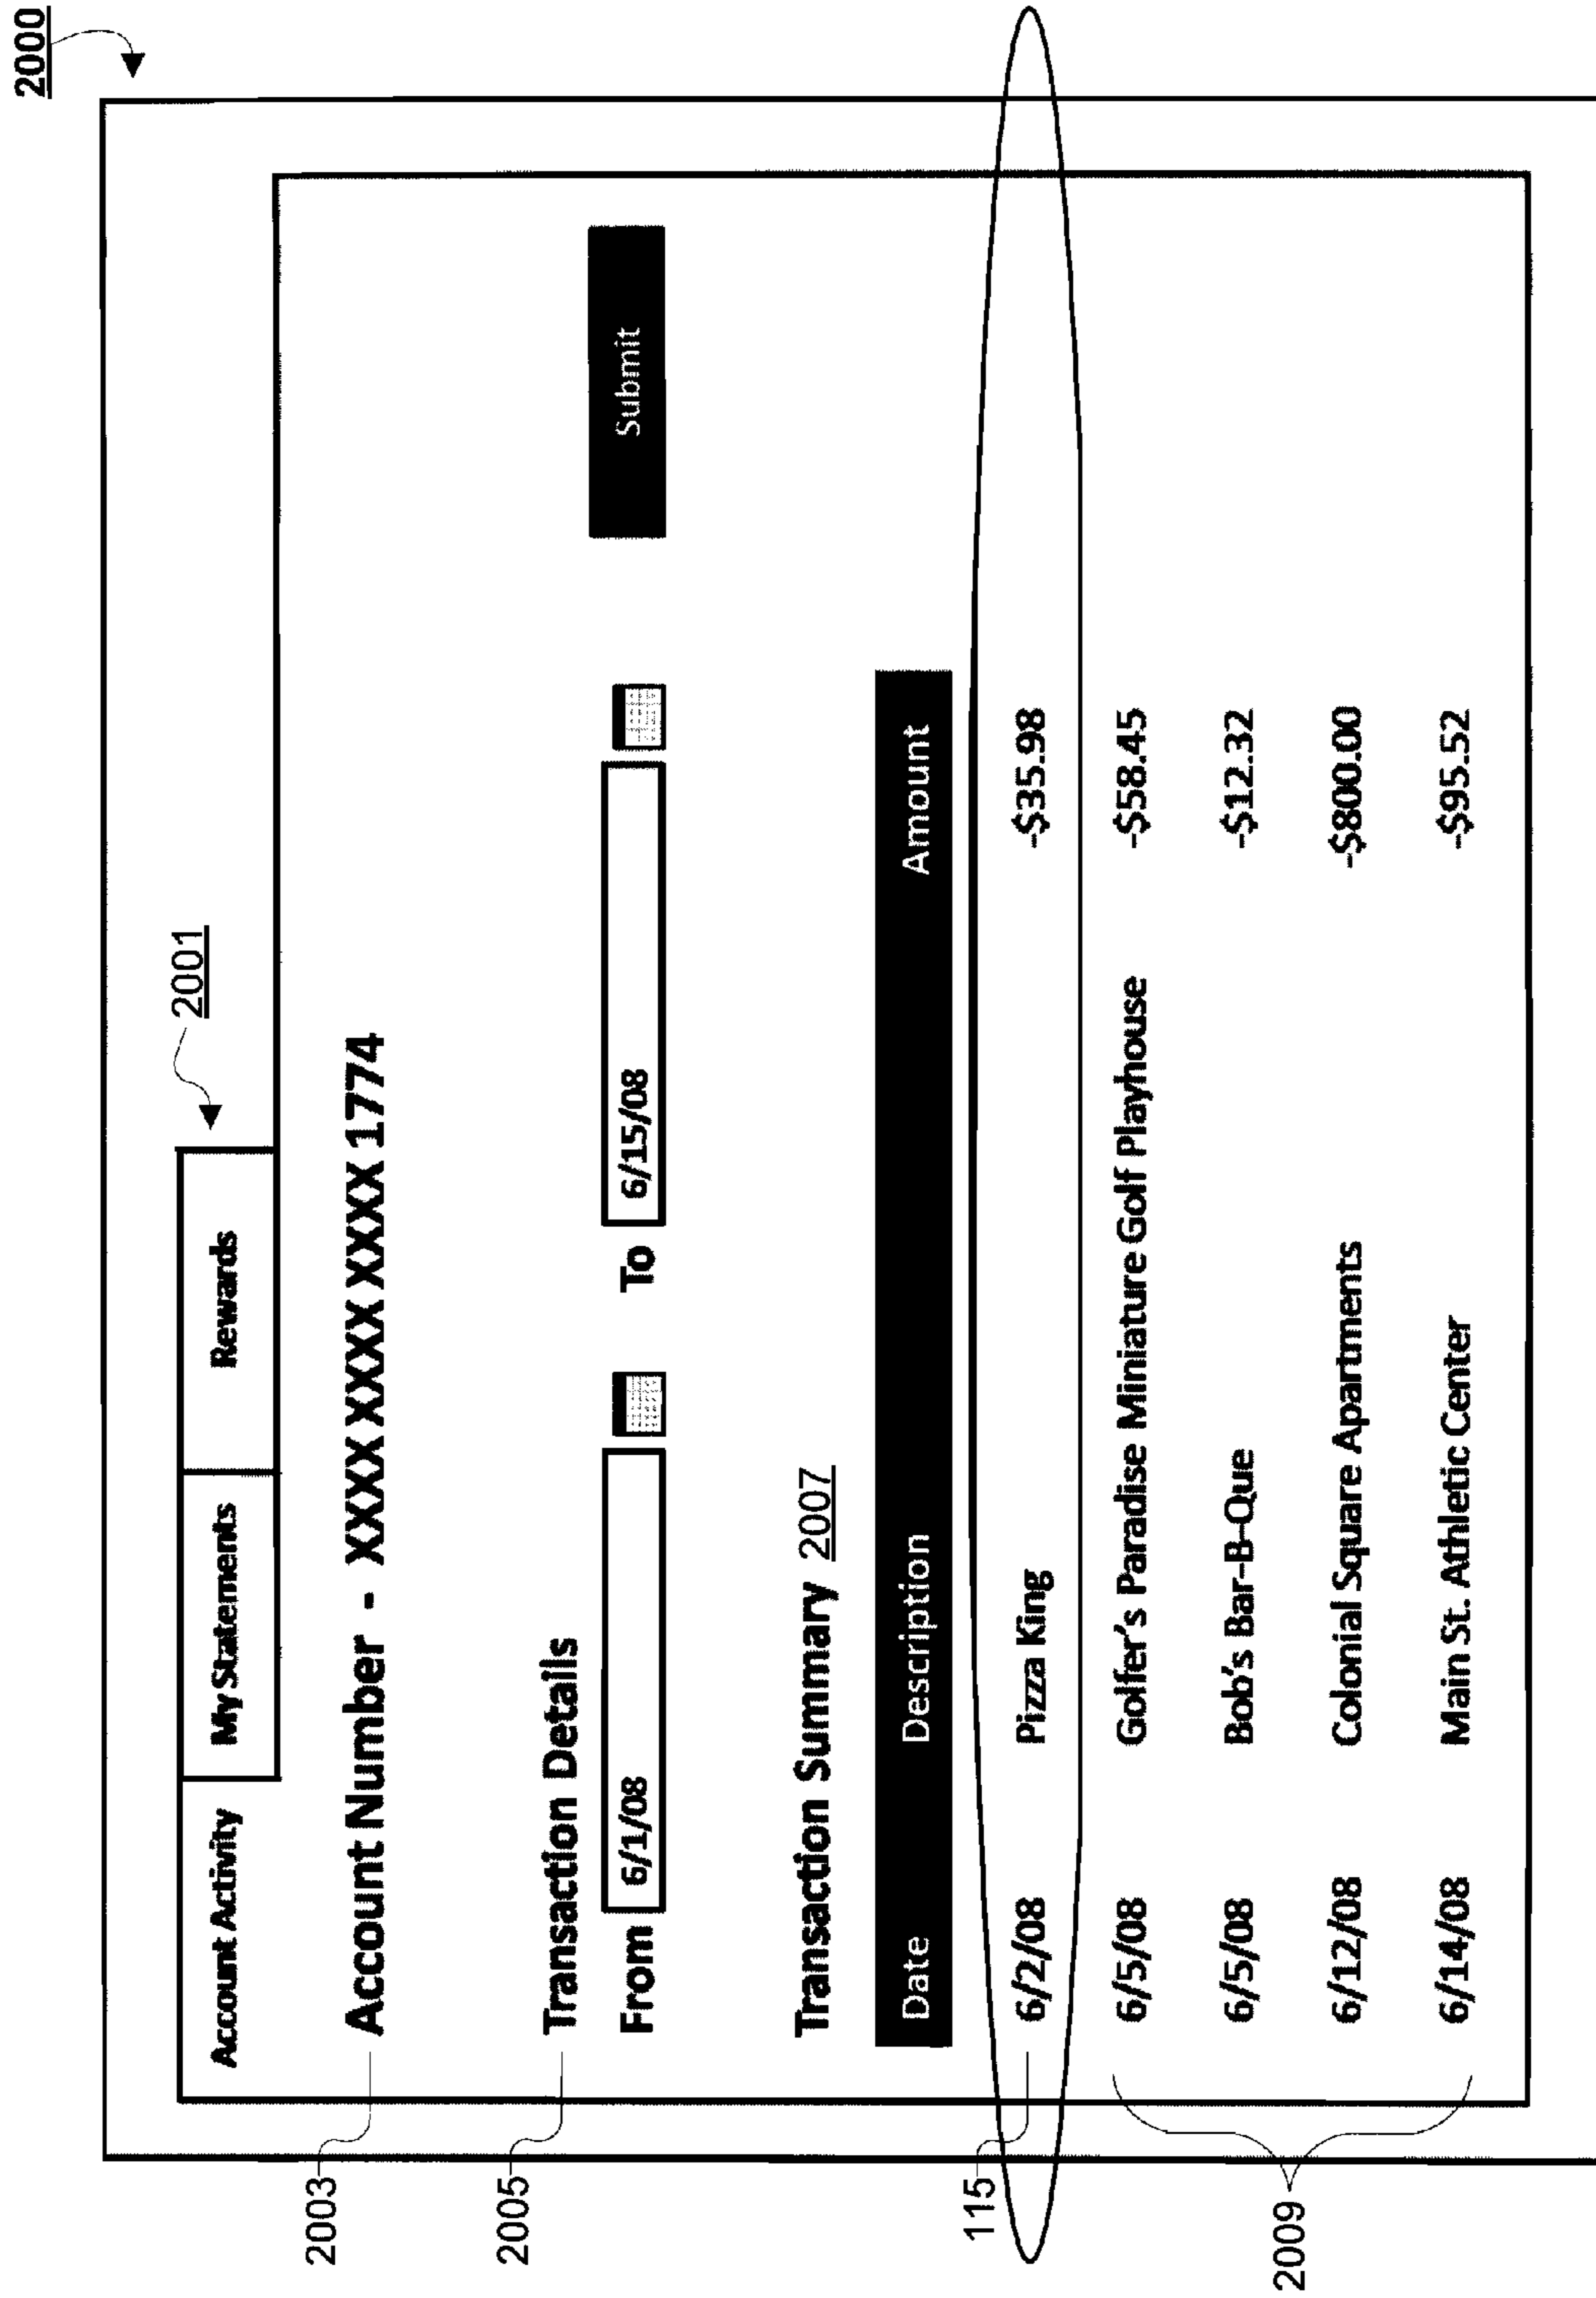 2000
2001
Account Activity My Statements Rewards
2003 Account Number - XXXX XXXX XXXX 1774
2005 Transaction Details
From 6/1/08 To 6/15/08 Submit
Transaction Summary 2007
Date Description Amount
115 6/2/08 Pizza King -$35.98
6/5/08 Golfer's Paradise Miniature Golf Playhouse -$58.45
6/5/08 Bob's Bar-B-Que -$12.32
2009
6/12/08 Colonial Square Apartments -$800.00
6/14/08 Main St. Athletic Center -$95.52